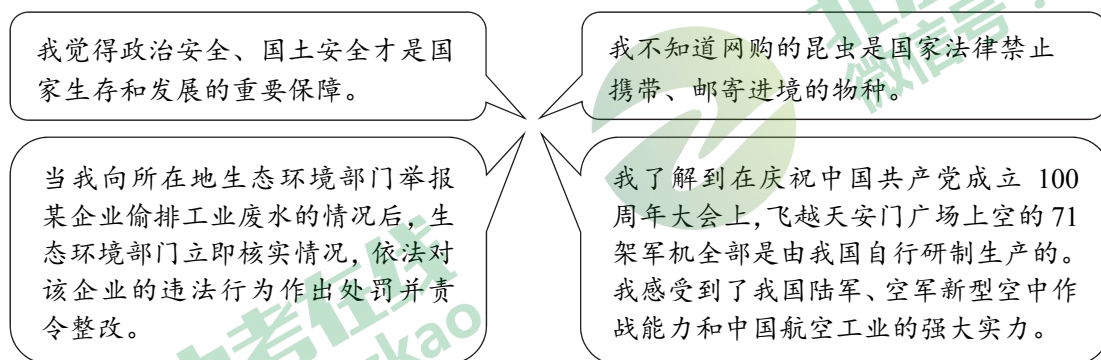 我觉得政治安全、国土安全才是国
家生存和发展的重要保障。
我不知道网购的昆虫是国家法律禁止
携带、邮寄进境的物种。
当我向所在地生态环境部门举报
某企业偷排工业废水的情况后，生
态环境部门立即核实情况，依法对
该企业的违法行为作出处罚并责
令整改。
我了解到在庆祝中国共产党成立 100
周年大会上，飞越天安门广场上空的 71
架军机全部是由我国自行研制生产的。
我感受到了我国陆军、空军新型空中作
战能力和中国航空工业的强大实力。
微信号：
考在线
kao